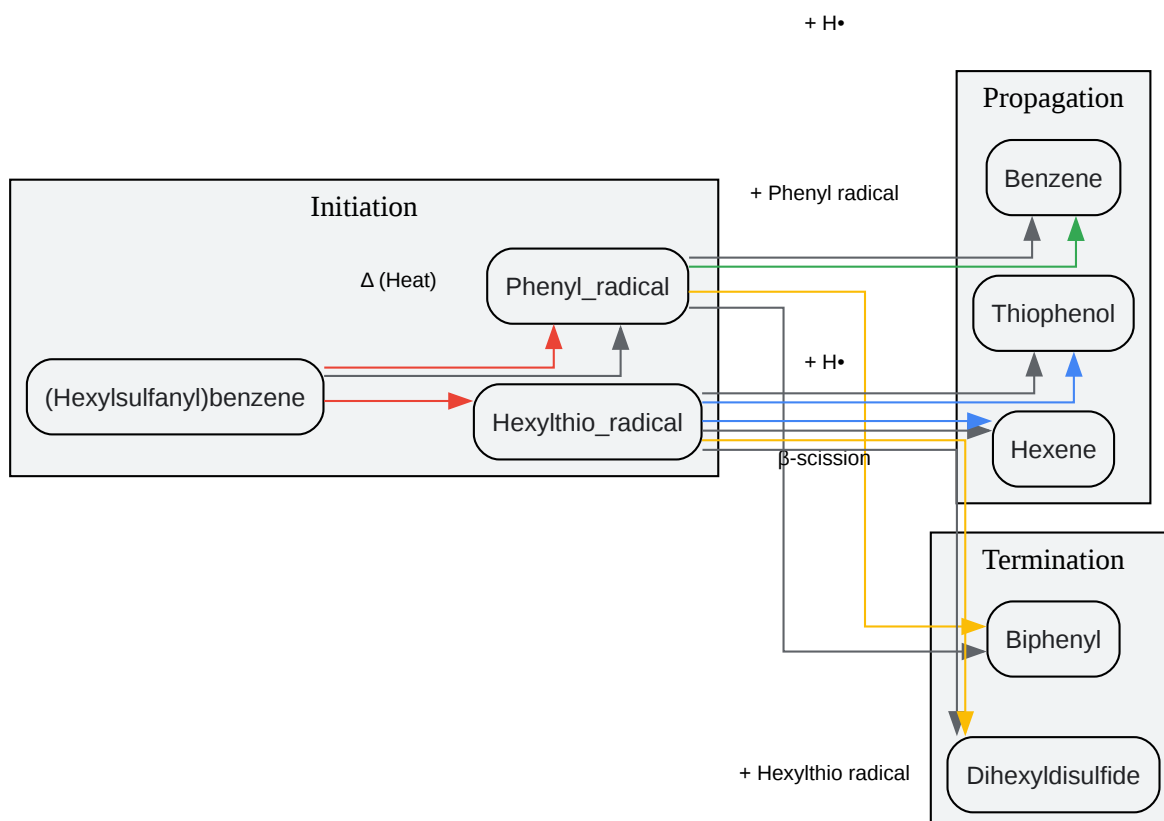 + H•
Propagation
Benzene
+ Phenyl radical
Initiation
Δ (Heat)
Phenyl_radical
Thiophenol
+ H•
(Hexylsulfanyl)benzene
Hexylthio_radical
Hexene
β-scission
Termination
Biphenyl
+ Hexylthio radical
Dihexyldisulfide